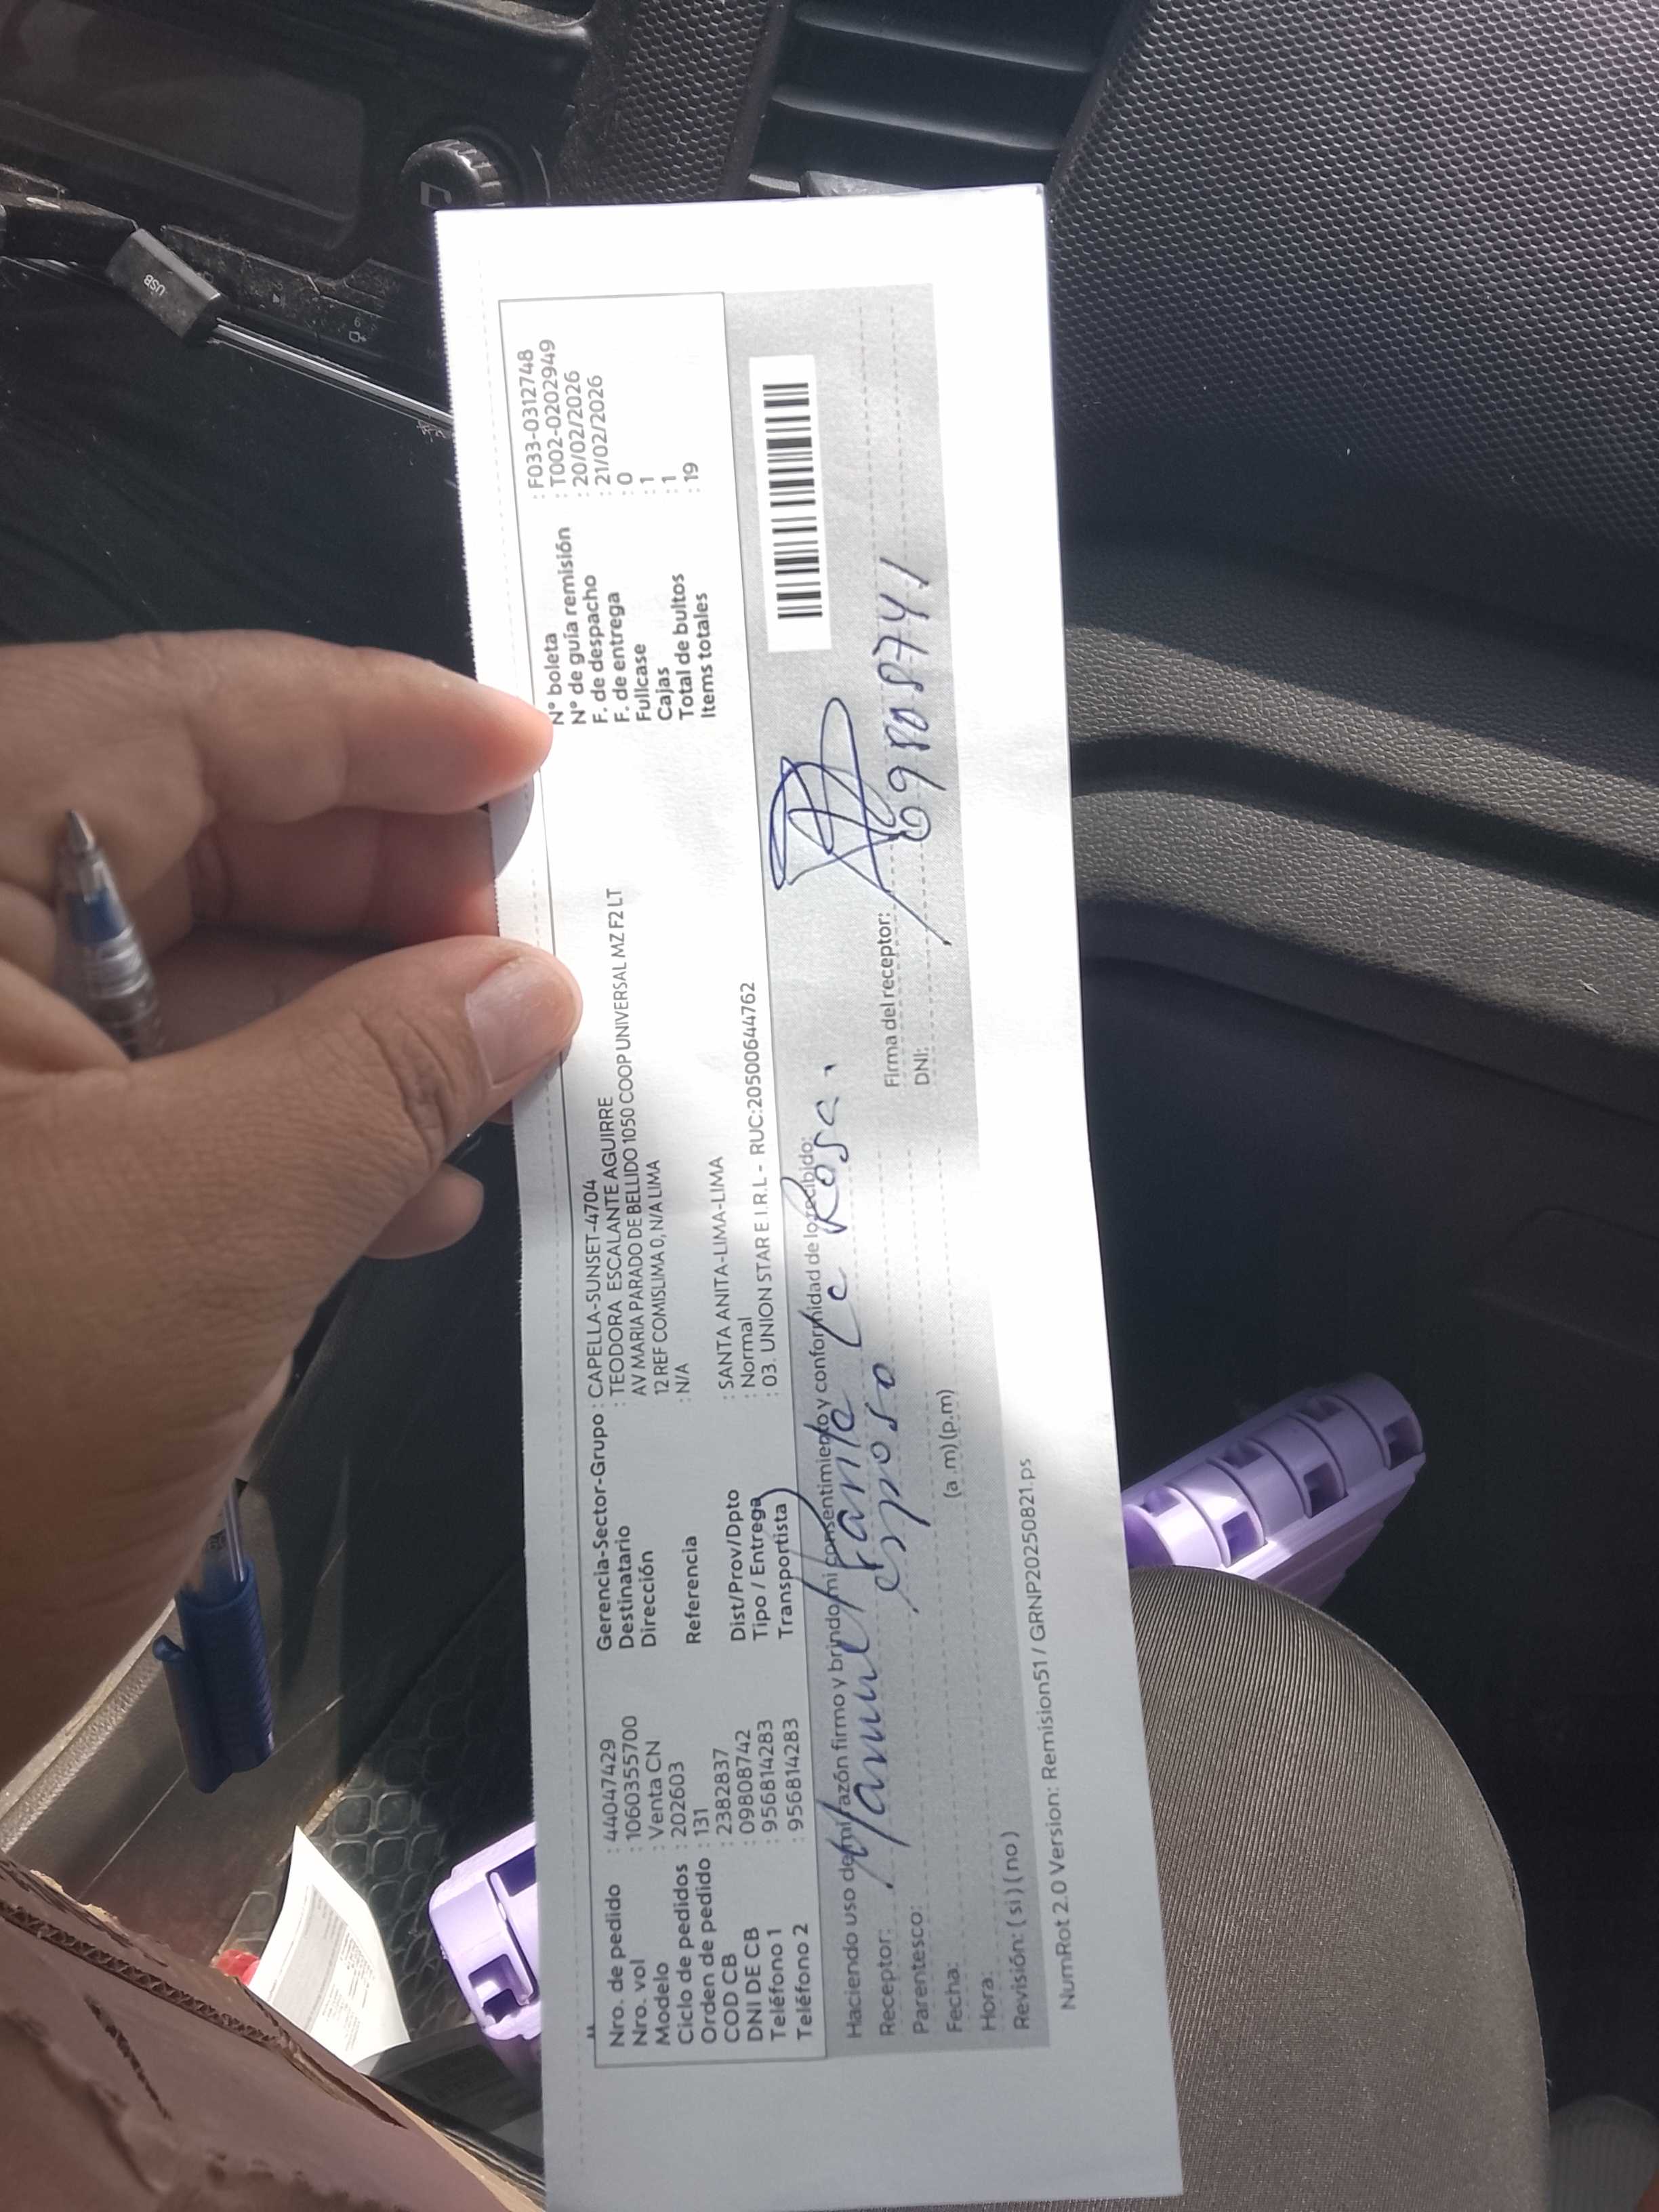 Nro. de pedido : 44047429
Nro. vol : 1060355700
Modelo : Venta CN
Ciclo de pedidos : 202603
Orden de pedido : 131
COD CB : 2382837
DNI DE CB : 09808742
Teléfono 1 : 956814283
Teléfono 2 : 956814283
Gerencia-Sector-Grupo : CAPELLA-SUNSET-4704
Destinatario : TEODORA ESCALANTE AGUIRRE
Dirección : AV MARIA PARADO DE BELLIDO 1050 COOP UNIVERSAL MZ F2 LT
12 REF COMISLIMA 0, N/A LIMA
Referencia : N/A
Dist/Prov/Dpto : SANTA ANITA-LIMA-LIMA
Tipo / Entrega : Normal
Transportista : 03. UNION STAR E I.R.L - RUC:20500644762
N° boleta : F033-0312748
N° de guía remisión : T002-0202949
F. de despacho : 20/02/2026
F. de entrega : 21/02/2026
Fullcase : 0
Cajas : 1
Total de bultos : 1
Items totales : 19
Haciendo uso de mi razón firmo y brindo mi consentimiento y conformidad de lo recibido:
Receptor: Manuel La Rosa.
Parentesco: esposo
Fecha:
Hora: (a.m) (p.m)
Revisión: ( si ) ( no )
Firma del receptor:
DNI: 09808741
NumRot 2.0 Version: Remision51 / GRNP20250821.ps
USB